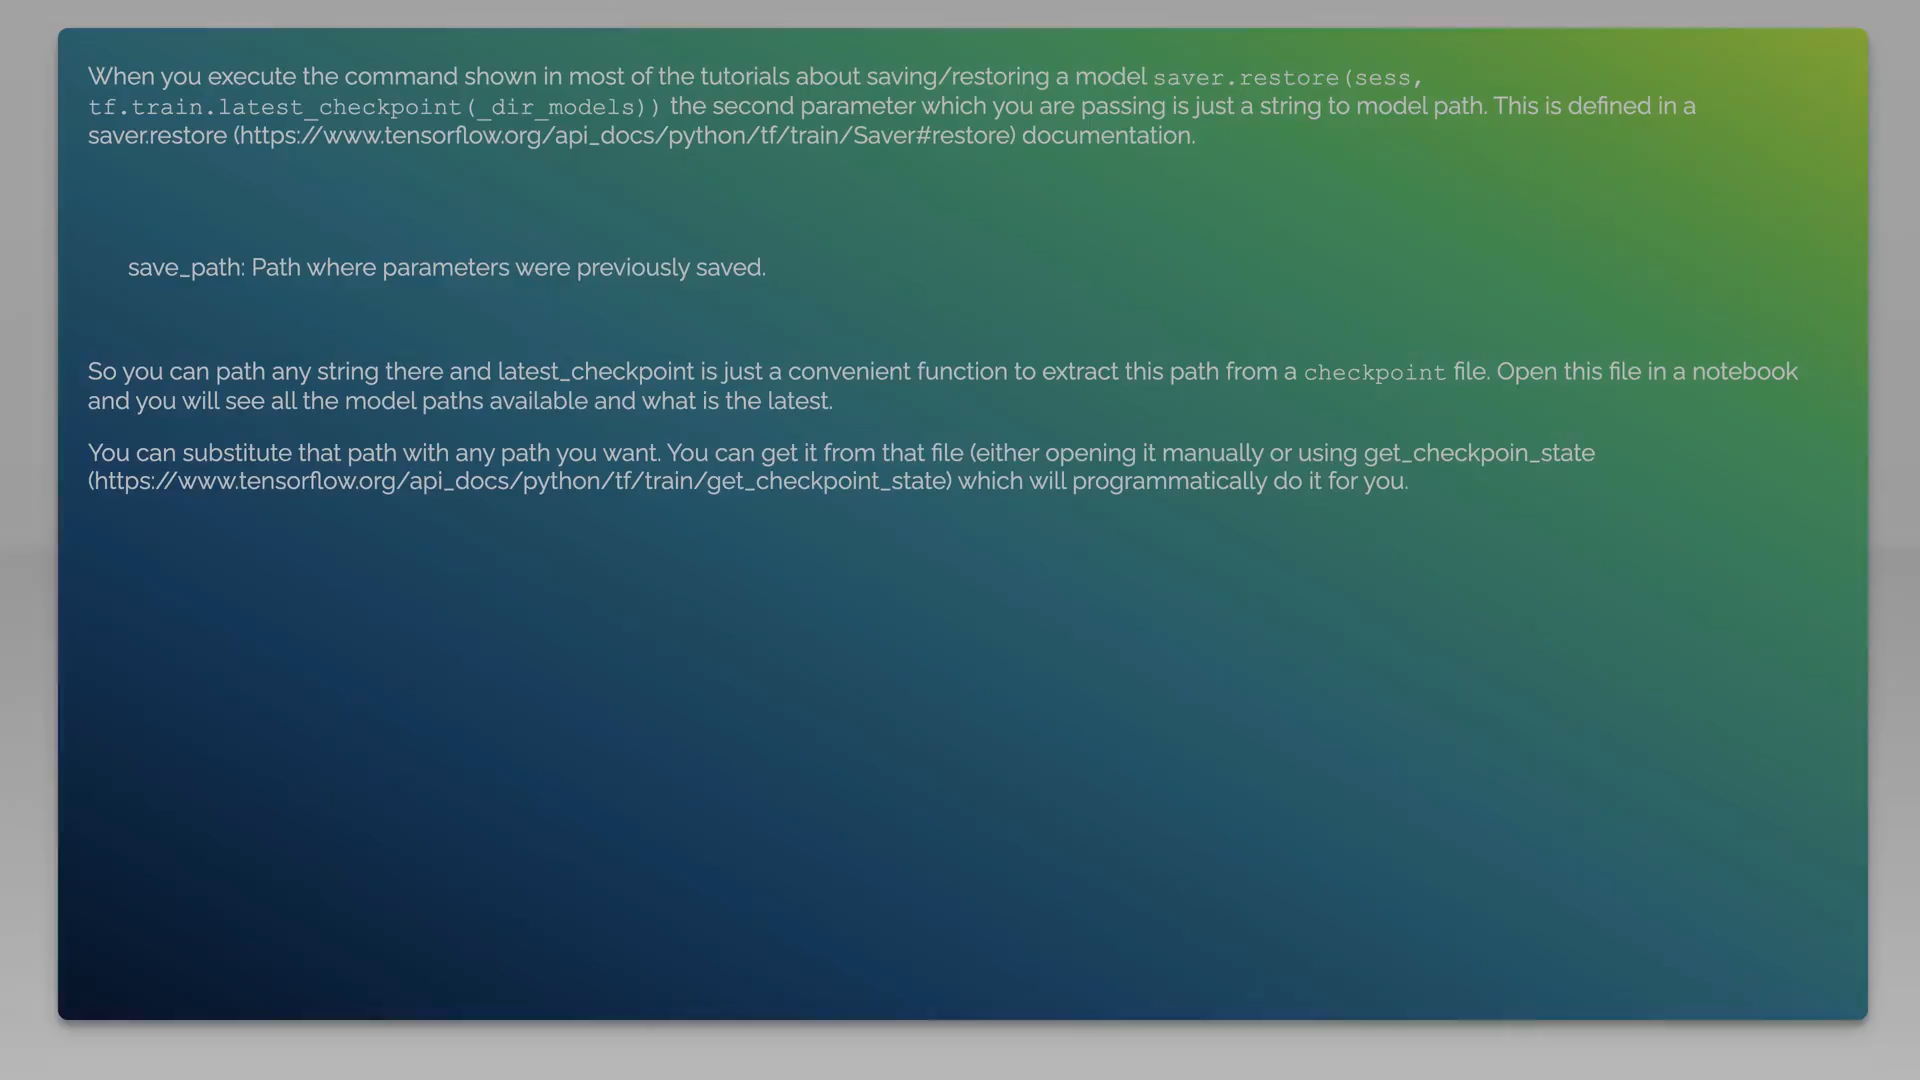 When you execute the command shown in most of the tutorials about saving/restoring a model saver.restore(sess,
tf.train.latest_checkpoint(_dir_models)) the second parameter which you are passing is just a string to model path. This is defined in a
saver.restore (https://www.tensorflow.org/api_docs/python/tf/train/Saver#restore) documentation.
save_path: Path where parameters were previously saved.
So you can path any string there and latest_checkpoint is just a convenient function to extract this path from a checkpoint file. Open this file in a notebook
and you will see all the model paths available and what is the latest.
You can substitute that path with any path you want. You can get it from that file (either opening it manually or using get_checkpoin_state
(https://www.tensorflow.org/api_docs/python/tf/train/get_checkpoint_state) which will programmatically do it for you.